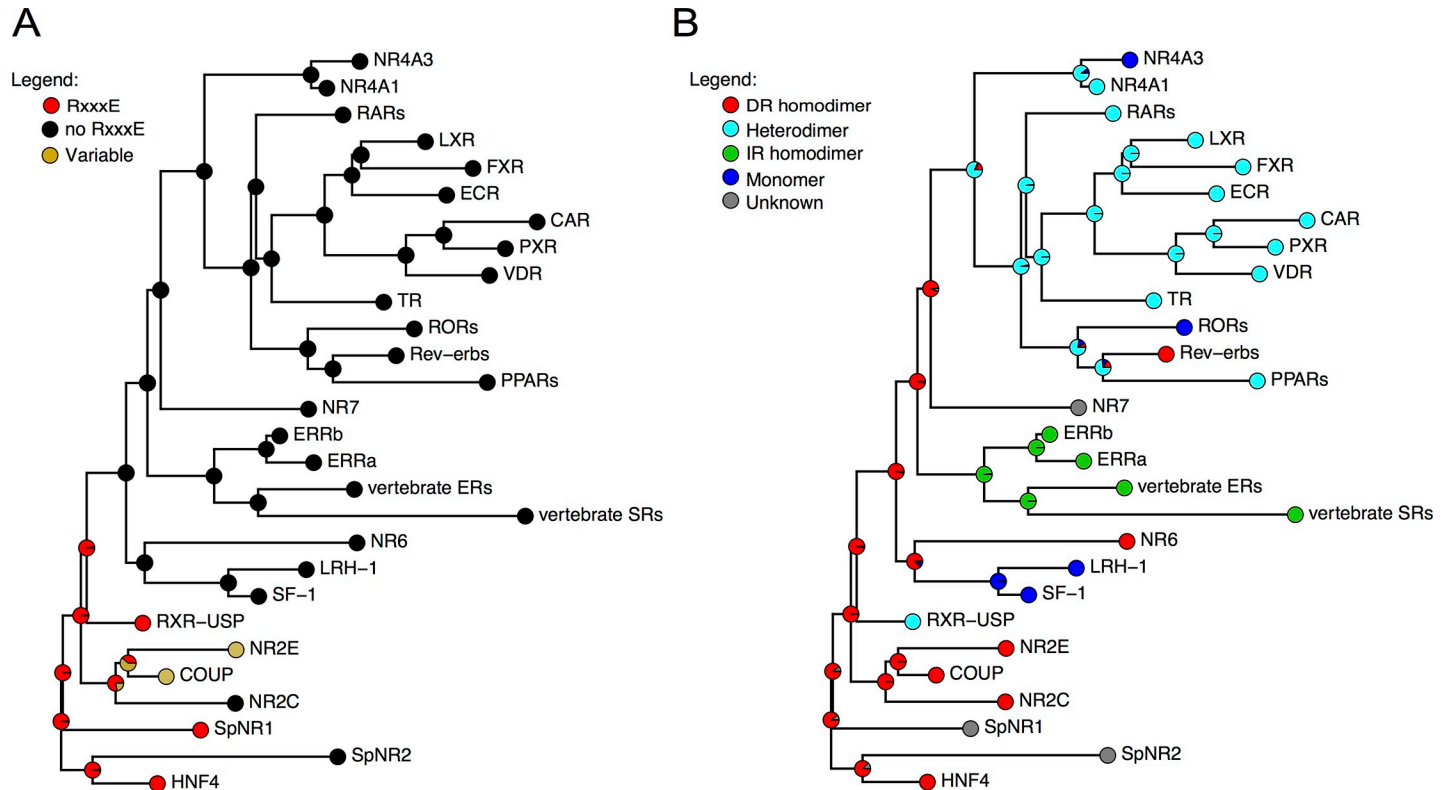 A
Legend:
RxxxE
no RxxxE
Variable
NR4A3
NR4A1
RARs
LXR
FXR
ECR
CAR
PXR
VDR
TR
RORs
Rev−erbs
PPARs
NR7
ERRb
ERRa
vertebrate ERs
vertebrate SRs
NR6
LRH−1
SF−1
RXR−USP
NR2E
COUP
NR2C
SpNR1
SpNR2
HNF4
B
Legend:
DR homodimer
Heterodimer
IR homodimer
Monomer
Unknown
NR4A3
NR4A1
RARs
LXR
FXR
ECR
CAR
PXR
VDR
TR
RORs
Rev−erbs
PPARs
NR7
ERRb
ERRa
vertebrate ERs
vertebrate SRs
NR6
LRH−1
SF−1
RXR−USP
NR2E
COUP
NR2C
SpNR1
SpNR2
HNF4